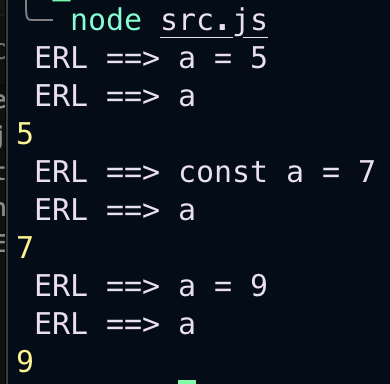 node src.js
ERL ==> a = 5
ERL ==> a
5
ERL ==> const a = 7
ERL ==> a
7
ERL ==> a = 9
ERL ==> a
9